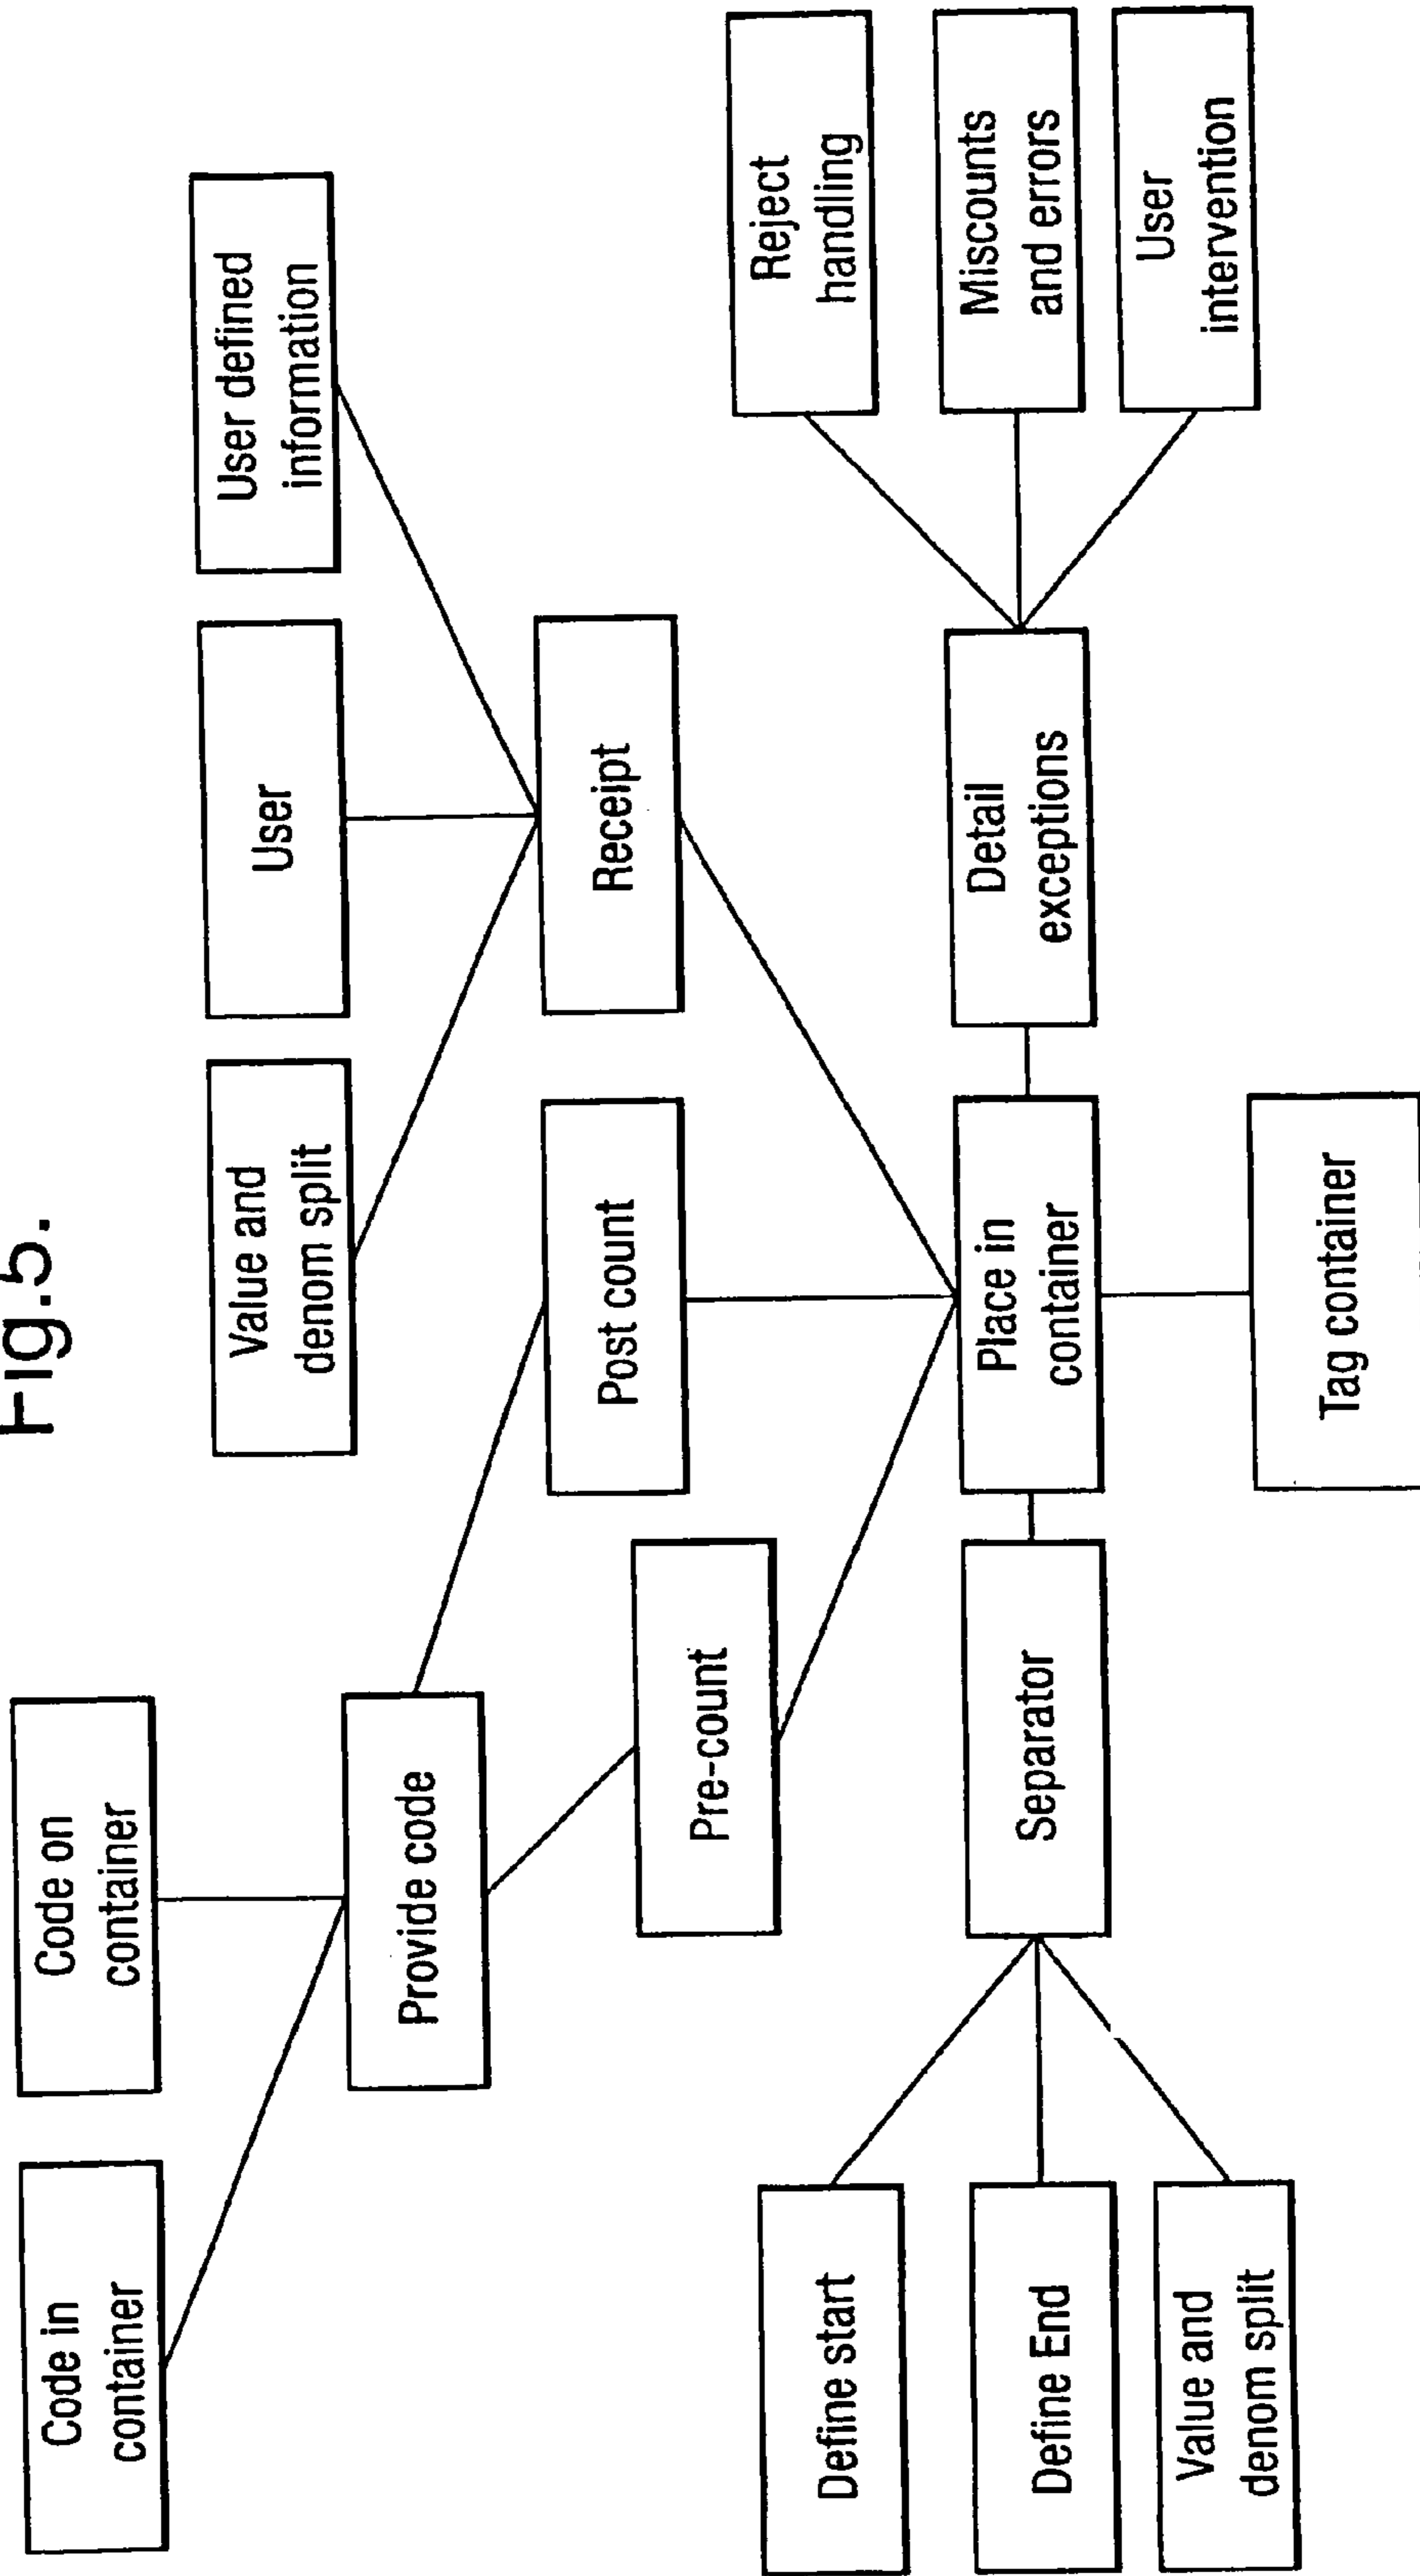 Fig.5.
Code in
container
Code on
container
Provide code
Value and
denom split
User
User defined
information
Pre-count
Post count
Receipt
Define start
Define End
Value and
denom split
Separator
Place in
container
Detail
exceptions
Reject
handling
Miscounts
and errors
User
intervention
Tag container